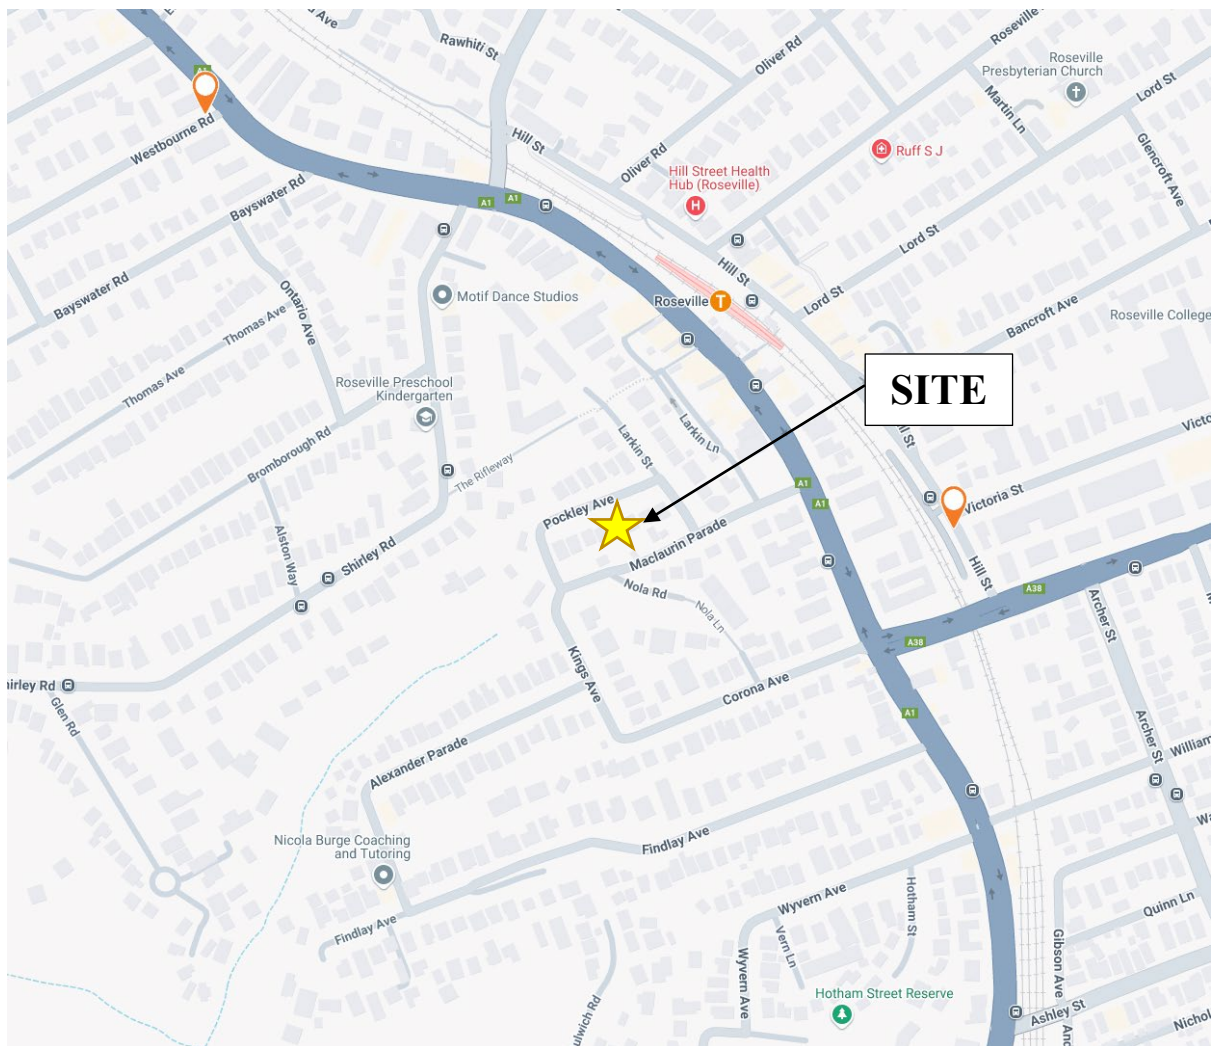 Rawhiti St
Oliver Rd
Roseville
Roseville
Presbyterian Church
Martin Ln
Lord St
Glencroft Ave
A1
Westbourne Rd
Hill St
Oliver Rd
Ruff S J
Hill Street Health
Hub (Roseville)
H
Bayswater Rd
A1
A1
Lord St
Hill St
Bayswater Rd
Ontario Ave
Motif Dance Studios
Roseville
T
Lord St
Bancroft Ave
Roseville College
Thomas Ave
Thomas Ave
Roseville Preschool
Kindergarten
SITE
Bromborough Rd
Larkin St
Larkin Ln
The Rifleway
A1
A1
Victoria St
Pockley Ave
Maclaurin Parade
Alston Way
Shirley Rd
Nola Rd
Nola Ln
Hill St
A38
A38
Archer St
Kings Ave
Corona Ave
Glen Rd
A1
Archer St
Alexander Parade
William
Findlay Ave
Nicola Burge Coaching
and Tutoring
Wyvern Ave
Hotham St
Quinn Ln
Findlay Ave
Vern Ln
Wyvern Ave
Gibson Ave
Hotham Street Reserve
Ashley St